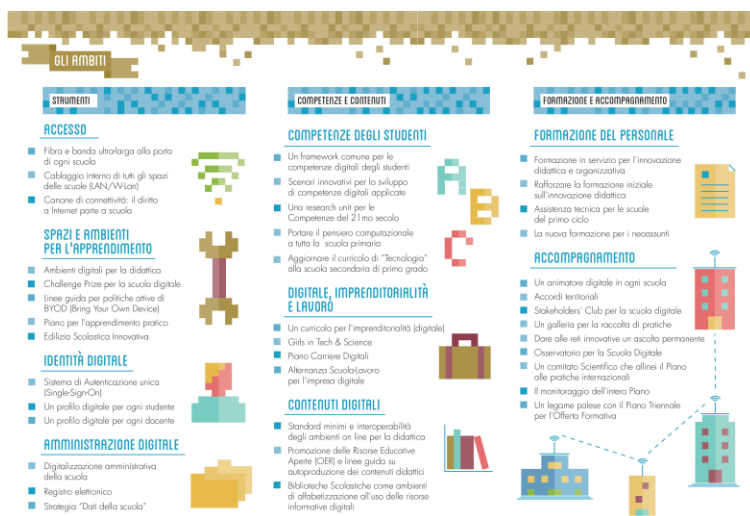 GLI AMBITI
STRUMENTI
ACCESSO
Fibra e banda ultra-larga alla porta
di ogni scuola
Cablaggio interno di tutti gli spazi
delle scuole (LAN/W-Lan)
Canone di connettività: il diritto
a Internet parte a scuola
SPAZI E AMBIENTI
PER L'APPRENDIMENTO
Ambienti digitali per la didattica
Challenge Prize per la scuola digitale
Linee guida per politiche attive di
BYOD (Bring Your Own Device)
Piano per l'apprendimento pratico
Edilizia Scolastica Innovativa
IDENTITÀ DIGITALE
Sistema di Autenticazione unica
(Single-Sign-On)
Un profilo digitale per ogni studente
Un profilo digitale per ogni docente
AMMINISTRAZIONE DIGITALE
Digitalizzazione amministrativa
della scuola
Registro elettronico
Strategia "Dati della scuola"
COMPETENZE E CONTENUTI
COMPETENZE DEGLI STUDENTI
Un framework comune per le
competenze digitali degli studenti
Scenari innovativi per lo sviluppo
di competenze digitali applicate
Una research unit per le
Competenze del 21mo secolo
Portare il pensiero computazionale
a tutta la scuola primaria
Aggiornare il curricolo di "Tecnologia"
alla scuola secondaria di primo grado
A
B
C
DIGITALE, IMPRENDITORIALITÀ
E LAVORO
Un curricolo per l'imprenditorialità (digitale)
Girls in Tech & Science
Piano Carriere Digitali
Alternanza Scuola-Lavoro
per l'impresa digitale
CONTENUTI DIGITALI
Standard minimi e interoperabilità
degli ambienti on line per la didattica
Promozione delle Risorse Educative
Aperte (OER) e linee guida su
autoproduzione dei contenuti didattici
Biblioteche Scolastiche come ambienti
di alfabetizzazione all'uso delle risorse
informative digitali
FORMAZIONE E ACCOMPAGNAMENTO
FORMAZIONE DEL PERSONALE
Formazione in servizio per l'innovazione
didattica e organizzativa
Rafforzare la formazione iniziale
sull'innovazione didattica
Assistenza tecnica per le scuole
del primo ciclo
La nuova formazione per i neoassunti
ACCOMPAGNAMENTO
Un animatore digitale in ogni scuola
Accordi territoriali
Stakeholders' Club per la scuola digitale
Un galleria per la raccolta di pratiche
Dare alle reti innovative un ascolto permanente
Osservatorio per la Scuola Digitale
Un comitato Scientifico che allinei il Piano
alle pratiche internazionali
Il monitoraggio dell'intero Piano
Un legame palese con il Piano Triennale
per l'Offerta Formativa